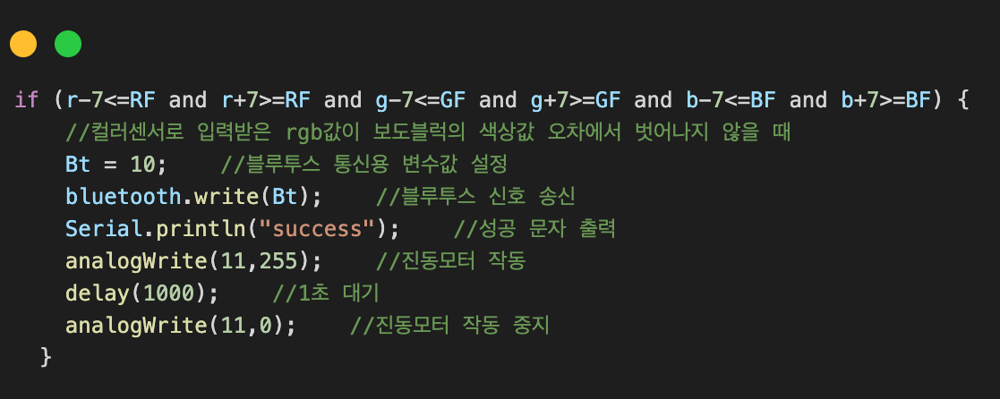 if (r-7<=RF and r+7>=RF and g-7<=GF and g+7>=GF and b-7<=BF and b+7>=BF) {
//컬러센서로 입력받은 rgb값이 보도블럭의 색상값 오차에서 벗어나지 않을 때
Bt = 10; //블루투스 통신용 변수값 설정
bluetooth.write(Bt); //블루투스 신호 송신
Serial.println("success"); //성공 문자 출력
analogWrite(11,255); //진동모터 작동
delay(1000); //1초 대기
analogWrite(11,0); //진동모터 작동 중지
}